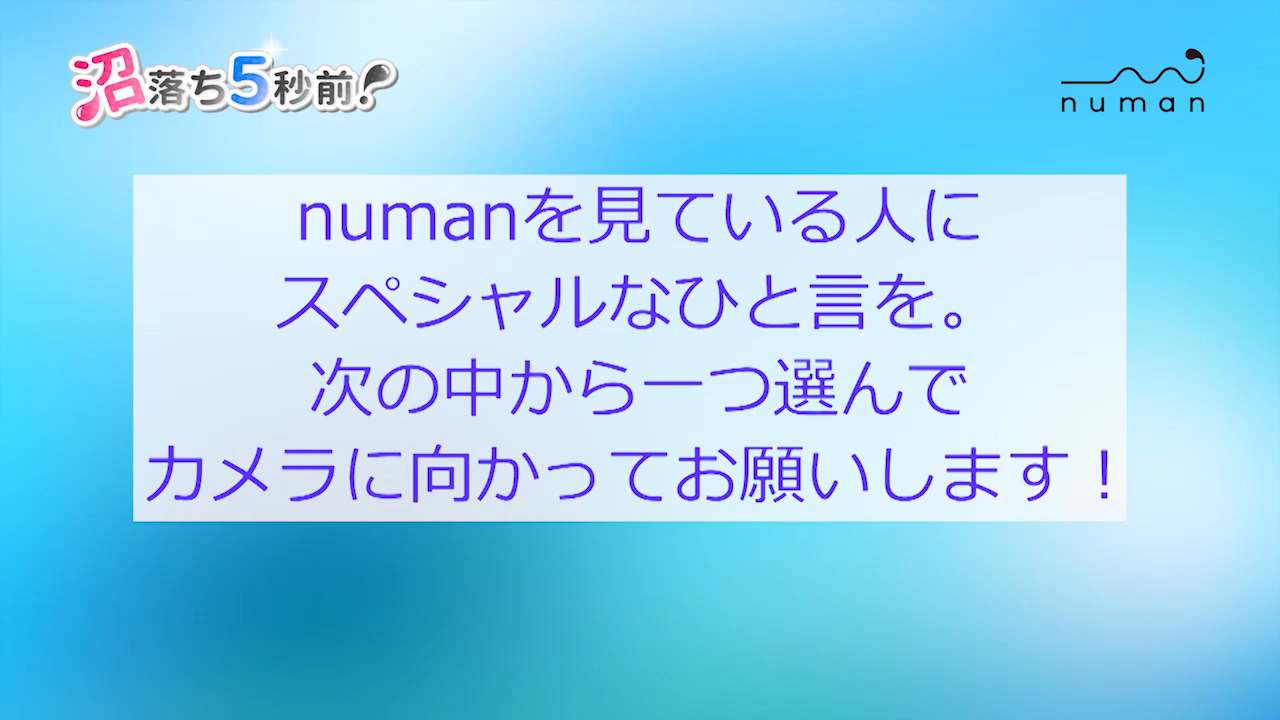 沼落ち5秒前!
numan
numanを見ている人に
スペシャルなひと言を。
次の中から一つ選んで
カメラに向かってお願いします！